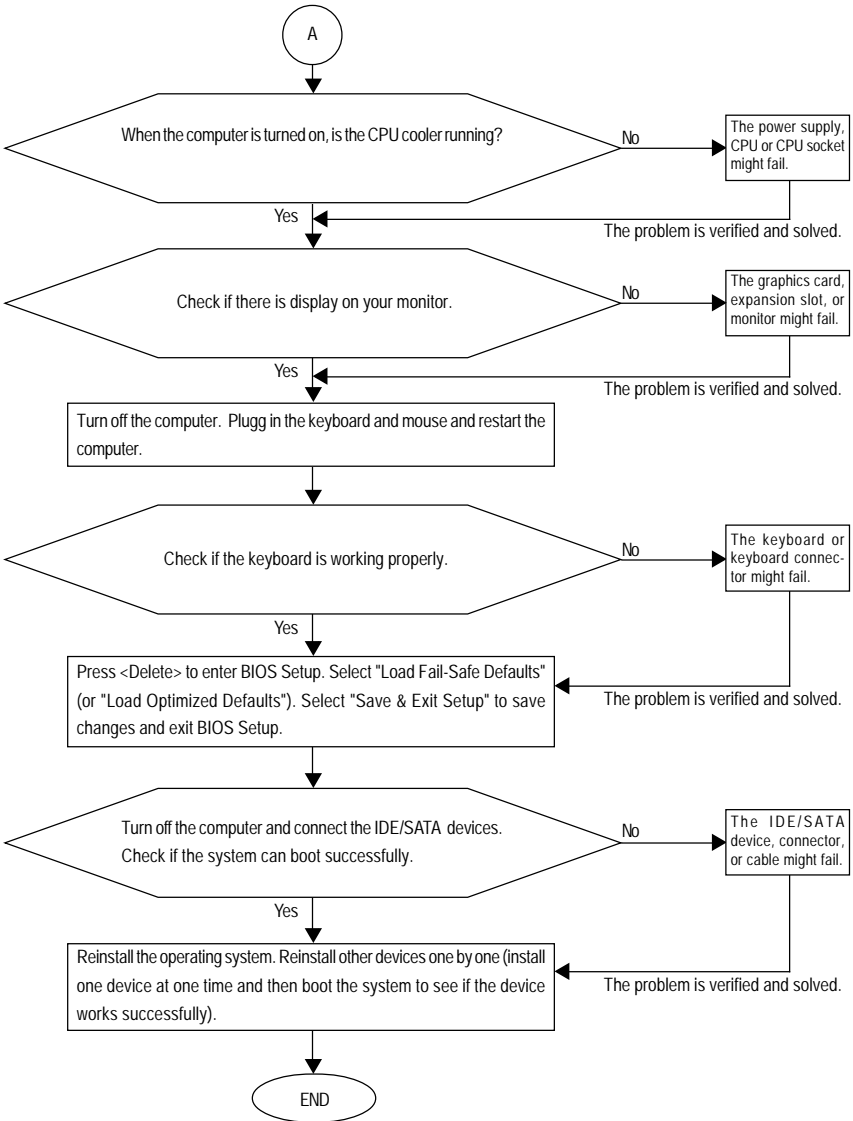 A
When the computer is turned on, is the CPU cooler running?
No
The power supply,
CPU or CPU socket
might fail.
Yes
The problem is verified and solved.
Check if there is display on your monitor.
No
The graphics card,
expansion slot, or
monitor might fail.
Yes
The problem is verified and solved.
Turn off the computer. Plugg in the keyboard and mouse and restart the
computer.
Check if the keyboard is working properly.
No
The keyboard or
keyboard connec-
tor might fail.
Yes
The problem is verified and solved.
Press <Delete> to enter BIOS Setup. Select "Load Fail-Safe Defaults"
(or "Load Optimized Defaults"). Select "Save & Exit Setup" to save
changes and exit BIOS Setup.
Turn off the computer and connect the IDE/SATA devices.
Check if the system can boot successfully.
No
The IDE/SATA
device, connector,
or cable might fail.
Yes
The problem is verified and solved.
Reinstall the operating system. Reinstall other devices one by one (install
one device at one time and then boot the system to see if the device
works successfully).
END